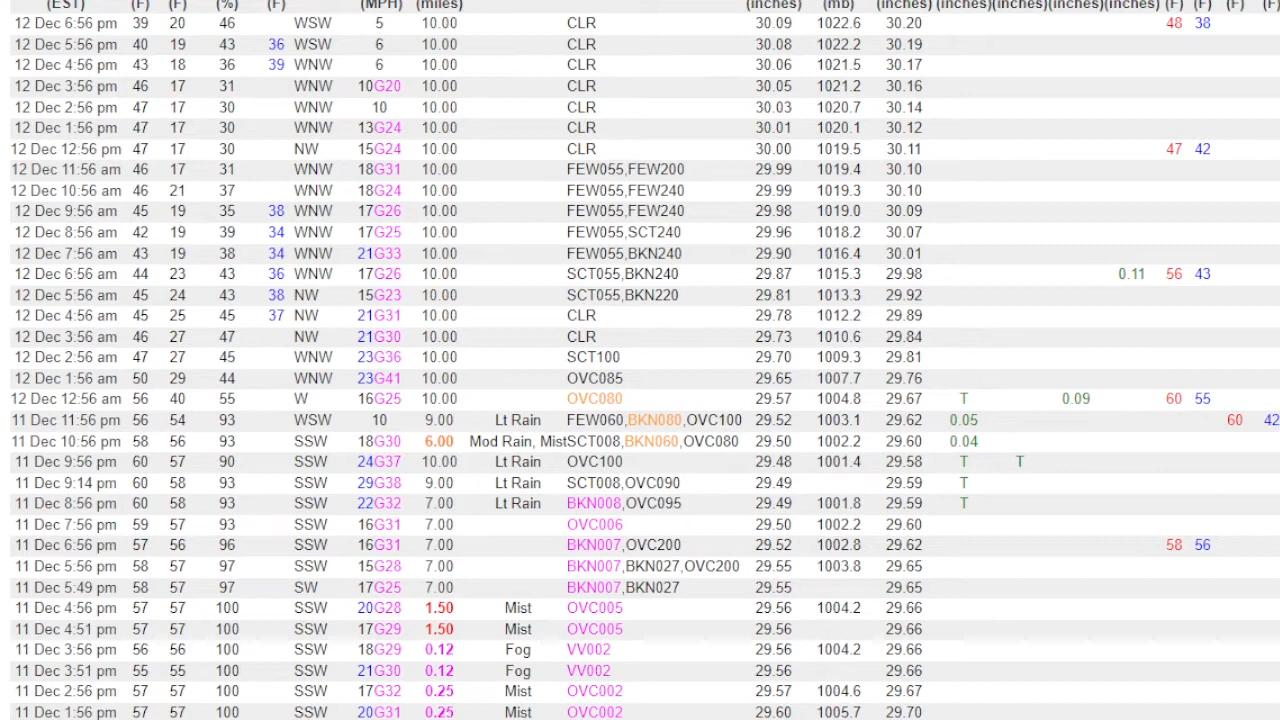 (EST) (F) (F) (%) (F) (MPH) (miles) (inches) (mb) (inches) (inches)(inches)(inches)(inches) (F) (F) (F) (F)
12 Dec 6:56 pm 39 20 46 WSW 5 10.00 CLR 30.09 1022.6 30.20 48 38
12 Dec 5:56 pm 40 19 43 36 WSW 6 10.00 CLR 30.08 1022.2 30.19
12 Dec 4:56 pm 43 18 36 39 WNW 6 10.00 CLR 30.06 1021.5 30.17
12 Dec 3:56 pm 46 17 31 WNW 10G20 10.00 CLR 30.05 1021.2 30.16
12 Dec 2:56 pm 47 17 30 WNW 10 10.00 CLR 30.03 1020.7 30.14
12 Dec 1:56 pm 47 17 30 WNW 13G24 10.00 CLR 30.01 1020.1 30.12
12 Dec 12:56 pm 47 17 30 NW 15G24 10.00 CLR 30.00 1019.5 30.11 47 42
12 Dec 11:56 am 46 17 31 WNW 18G31 10.00 FEW055,FEW200 29.99 1019.4 30.10
12 Dec 10:56 am 46 21 37 WNW 18G24 10.00 FEW055,FEW240 29.99 1019.3 30.10
12 Dec 9:56 am 45 19 35 38 WNW 17G26 10.00 FEW055,FEW240 29.98 1019.0 30.09
12 Dec 8:56 am 42 19 39 34 WNW 17G25 10.00 FEW055,SCT240 29.96 1018.2 30.07
12 Dec 7:56 am 43 19 38 34 WNW 21G33 10.00 FEW055,BKN240 29.90 1016.4 30.01
12 Dec 6:56 am 44 23 43 36 WNW 17G26 10.00 SCT055,BKN240 29.87 1015.3 29.98 0.11 56 43
12 Dec 5:56 am 45 24 43 38 NW 15G23 10.00 SCT055,BKN220 29.81 1013.3 29.92
12 Dec 4:56 am 45 25 45 37 NW 21G31 10.00 CLR 29.78 1012.2 29.89
12 Dec 3:56 am 46 27 47 NW 21G30 10.00 CLR 29.73 1010.6 29.84
12 Dec 2:56 am 47 27 45 WNW 23G36 10.00 SCT100 29.70 1009.3 29.81
12 Dec 1:56 am 50 29 44 WNW 23G41 10.00 OVC085 29.65 1007.7 29.76
12 Dec 12:56 am 56 40 55 W 16G25 10.00 OVC080 29.57 1004.8 29.67 T 0.09 60 55
11 Dec 11:56 pm 56 54 93 WSW 10 9.00 Lt Rain FEW060,BKN080,OVC100 29.52 1003.1 29.62 0.05 60 42
11 Dec 10:56 pm 58 56 93 SSW 18G30 6.00 Mod Rain, Mist SCT008,BKN060,OVC080 29.50 1002.2 29.60 0.04
11 Dec 9:56 pm 60 57 90 SSW 24G37 10.00 Lt Rain OVC100 29.48 1001.4 29.58 T T
11 Dec 9:14 pm 60 58 93 SSW 29G38 9.00 Lt Rain SCT008,OVC090 29.49 29.59 T
11 Dec 8:56 pm 60 58 93 SSW 22G32 7.00 Lt Rain BKN008,OVC095 29.49 1001.8 29.59 T
11 Dec 7:56 pm 59 57 93 SSW 16G31 7.00 OVC006 29.50 1002.2 29.60
11 Dec 6:56 pm 57 56 96 SSW 16G31 7.00 BKN007,OVC200 29.52 1002.8 29.62 58 56
11 Dec 5:56 pm 58 57 97 SSW 15G28 7.00 BKN007,BKN027,OVC200 29.55 1003.8 29.65
11 Dec 5:49 pm 58 57 97 SW 17G25 7.00 BKN007,BKN027 29.55 29.65
11 Dec 4:56 pm 57 57 100 SSW 20G28 1.50 Mist OVC005 29.56 1004.2 29.66
11 Dec 4:51 pm 57 57 100 SSW 17G29 1.50 Mist OVC005 29.56 29.66
11 Dec 3:56 pm 56 56 100 SSW 18G29 0.12 Fog VV002 29.56 1004.2 29.66
11 Dec 3:51 pm 55 55 100 SSW 21G30 0.12 Fog VV002 29.56 29.66
11 Dec 2:56 pm 57 57 100 SSW 17G32 0.25 Mist OVC002 29.57 1004.6 29.67
11 Dec 1:56 pm 57 57 100 SSW 20G31 0.25 Mist OVC002 29.60 1005.7 29.70